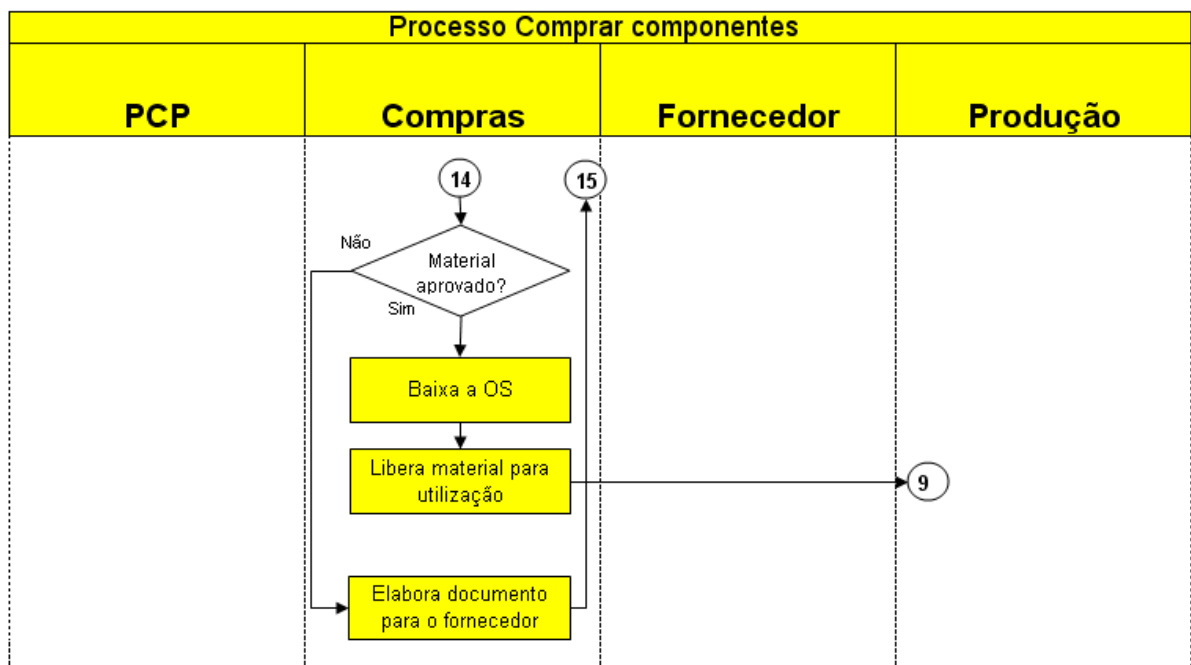 Processo Comprar componentes
PCP
Compras
Fornecedor
Produção
14
15
Não
Material
aprovado?
Sim
Baixa a OS
Libera material para
utilização
9
Elabora documento
para o fornecedor